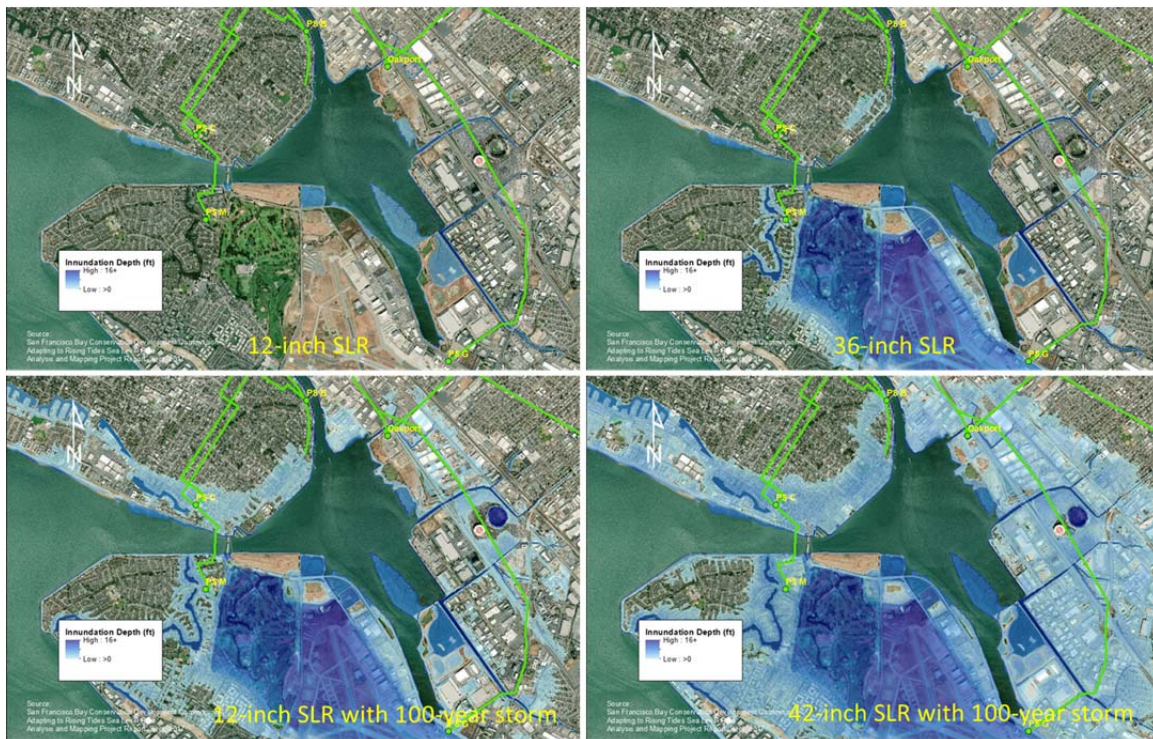 PS B
Oakport
PS C
PS M
Innundation Depth (ft)
High : 16+
Low : >0
Source:
San Francisco Bay Conservation
Adapting to Rising Tides Sea
Analysis and Mapping Project Report
12-inch SLR
PS G
PS B
Oakport
PS C
PS M
Innundation Depth (ft)
High : 16+
Low : >0
Source:
San Francisco Bay Conservation Development
Adapting to Rising Tides Sea
Analysis and Mapping Project Report
36-inch SLR
PS G
PS B
Oakport
PS C
PS M
Innundation Depth (ft)
High : 16+
Low : >0
Source:
San Francisco Bay Conservation
Adapting to Rising Tides Sea
Analysis and Mapping Project Report
12-inch SLR with 100-year storm
PS B
Oakport
PS C
PS M
Innundation Depth (ft)
High : 16+
Low : >0
Source:
San Francisco Bay Conservation
Adapting to Rising Tides Sea
Analysis and Mapping Project Report
42-inch SLR with 100-year storm